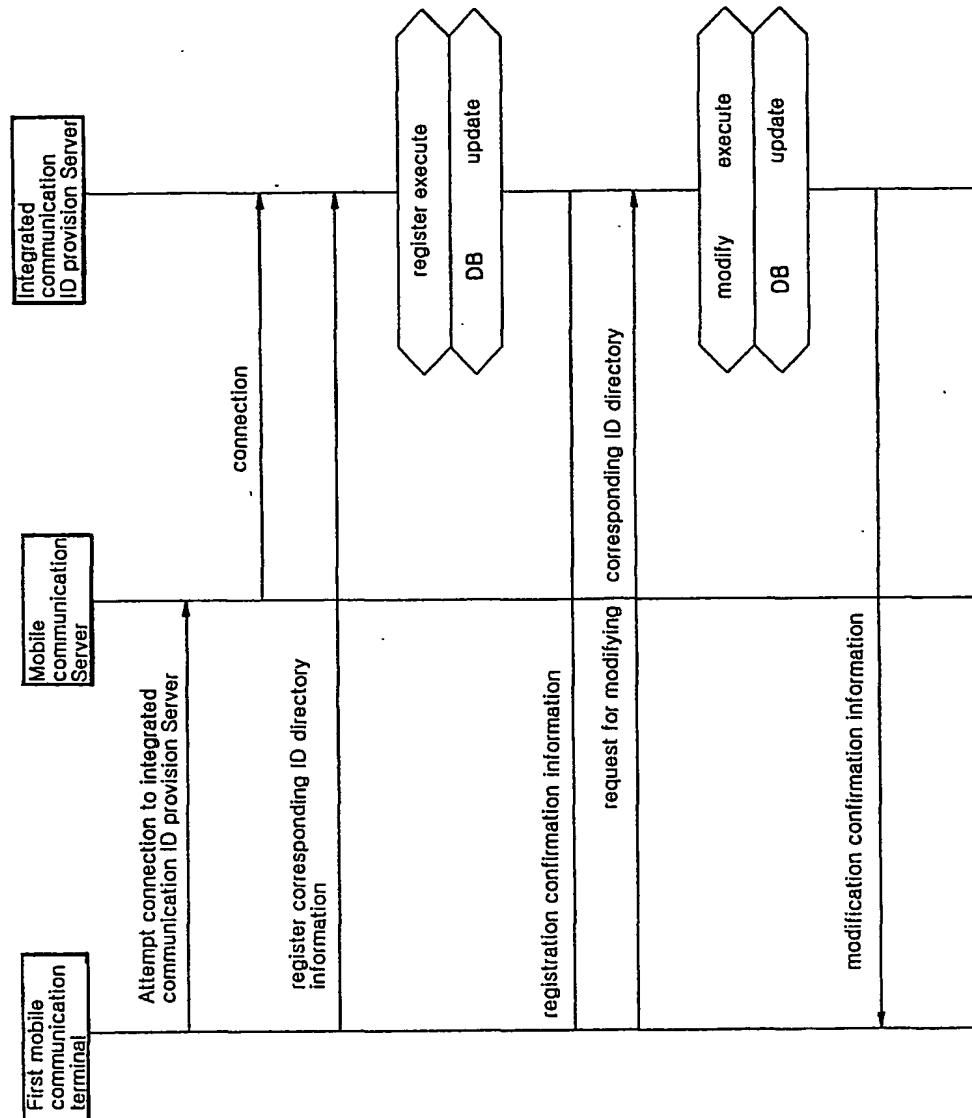 First mobile
communication
terminal
Mobile
communication
Server
Integrated
communication
ID provision Server
Attempt connection to integrated
communication ID provision Server
connection
register corresponding ID directory
information
register execute
DB update
registration confirmation information
request for modifying corresponding ID directory
modify execute
DB update
modification confirmation information